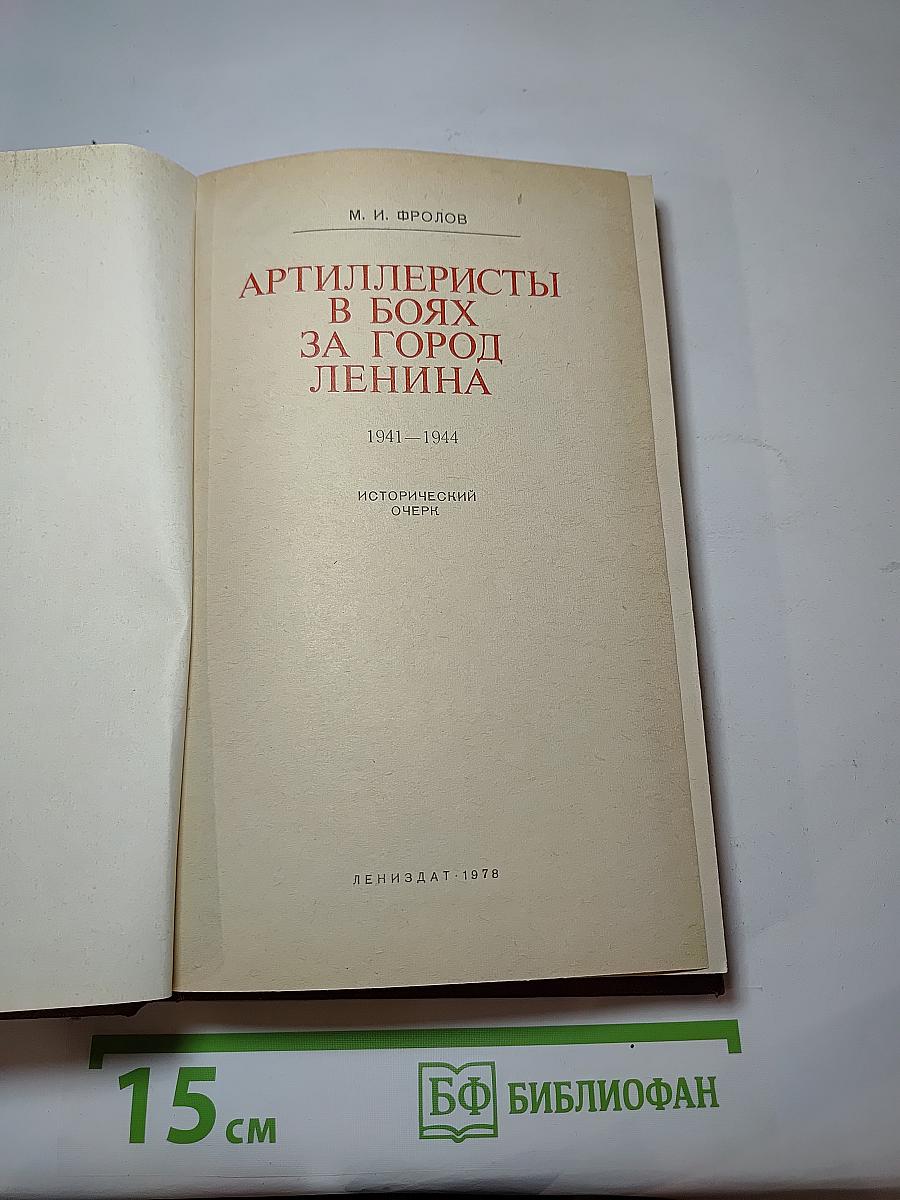 М. И. ФРОЛОВ
АРТИЛЛЕРИСТЫ
В БОЯХ
ЗА ГОРОД
ЛЕНИНА
1941—1944
ИСТОРИЧЕСКИЙ
ОЧЕРК
ЛЕНИЗДАТ·1978
15 см
БФ БИБЛИОФАН